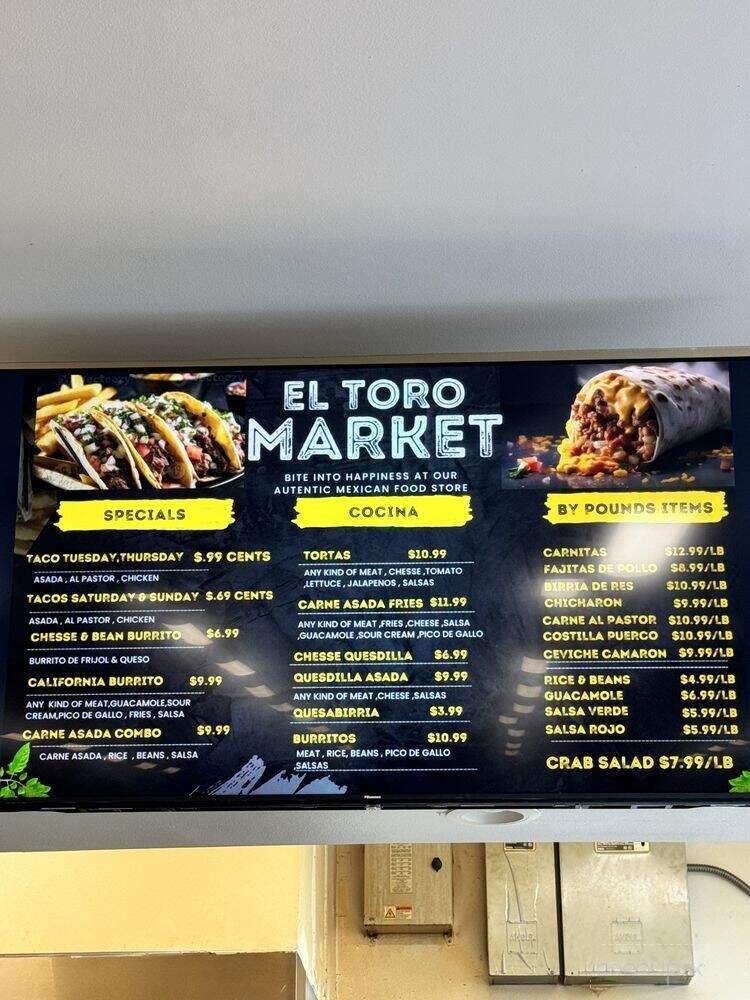 EL TORO
MARKET
BITE INTO HAPPINESS AT OUR
AUTENTIC MEXICAN FOOD STORE
SPECIALS
TACO TUESDAY,THURSDAY $.99 CENTS
ASADA , AL PASTOR , CHICKEN
TACOS SATURDAY & SUNDAY $.69 CENTS
ASADA , AL PASTOR , CHICKEN
CHESSE & BEAN BURRITO $6.99
BURRITO DE FRIJOL & QUESO
CALIFORNIA BURRITO $9.99
ANY KIND OF MEAT,GUACAMOLE,SOUR
CREAM,PICO DE GALLO , FRIES , SALSA
CARNE ASADA COMBO $9.99
CARNE ASADA, RICE , BEANS , SALSA
COCINA
TORTAS $10.99
ANY KIND OF MEAT , CHESSE ,TOMATO
,LETTUCE , JALAPENOS , SALSAS
CARNE ASADA FRIES $11.99
ANY KIND OF MEAT ,FRIES ,CHEESE ,SALSA
,GUACAMOLE ,SOUR CREAM ,PICO DE GALLO
CHESSE QUESDILLA $6.99
QUESDILLA ASADA $9.99
ANY KIND OF MEAT ,CHEESE ,SALSAS
QUESABIRRIA $3.99
BURRITOS $10.99
MEAT , RICE, BEANS , PICO DE GALLO
,SALSAS
BY POUNDS ITEMS
CARNITAS $12.99/LB
FAJITAS DE POLLO $8.99/LB
BIRRIA DE RES $10.99/LB
CHICHARON $9.99/LB
CARNE AL PASTOR $10.99/LB
COSTILLA PUERCO $10.99/LB
CEVICHE CAMARON $9.99/LB
RICE & BEANS $4.99/LB
GUACAMOLE $6.99/LB
SALSA VERDE $5.99/LB
SALSA ROJO $5.99/LB
CRAB SALAD $7.99/LB
Hisense